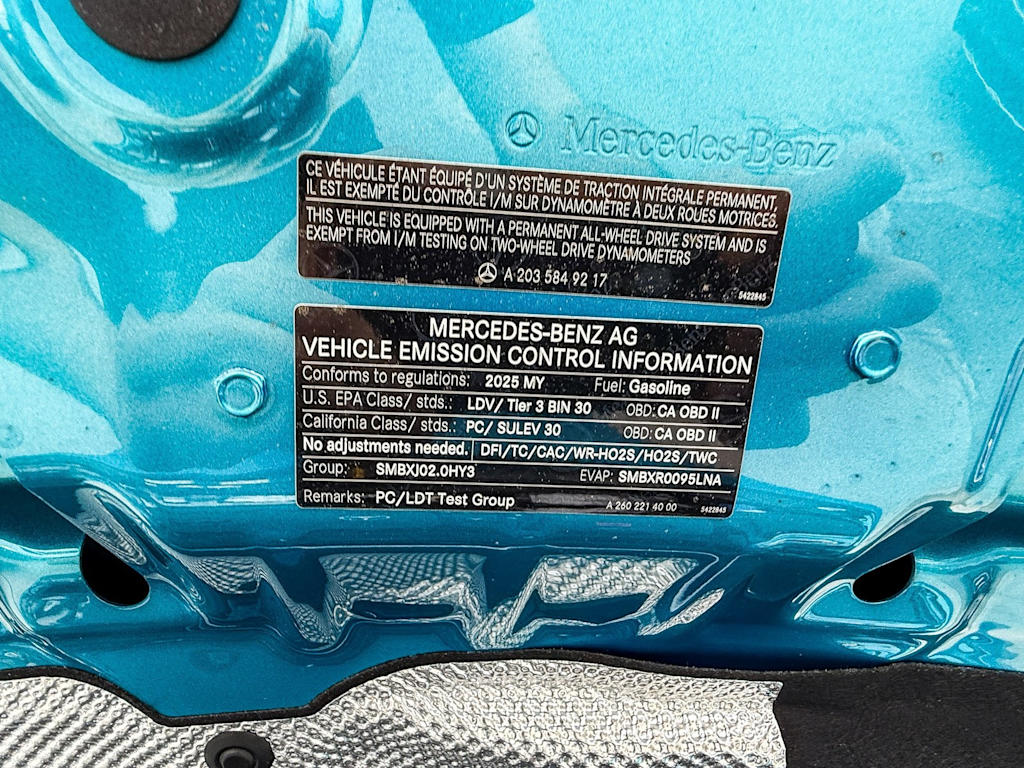 Mercedes-Benz
CE VÉHICULE ÉTANT ÉQUIPÉ D'UN SYSTÈME DE TRACTION INTÉGRALE PERMANENT,
IL EST EXEMPTÉ DU CONTRÔLE I/M SUR DYNAMOMÈTRE À DEUX ROUES MOTRICES.
THIS VEHICLE IS EQUIPPED WITH A PERMANENT ALL-WHEEL DRIVE SYSTEM AND IS
EXEMPT FROM I/M TESTING ON TWO-WHEEL DRIVE DYNAMOMETERS
A 203 584 92 17
5422845
MERCEDES-BENZ AG
VEHICLE EMISSION CONTROL INFORMATION
Conforms to regulations: 2025 MY Fuel: Gasoline
U.S. EPA Class/ stds.: LDV/ Tier 3 BIN 30 OBD: CA OBD II
California Class/ stds.: PC/ SULEV 30 OBD: CA OBD II
No adjustments needed. DFI/TC/CAC/WR-HO2S/HO2S/TWC
Group: SMBXJ02.0HY3 EVAP: SMBXR0095LNA
Remarks: PC/LDT Test Group A 260 221 40 00 5422845